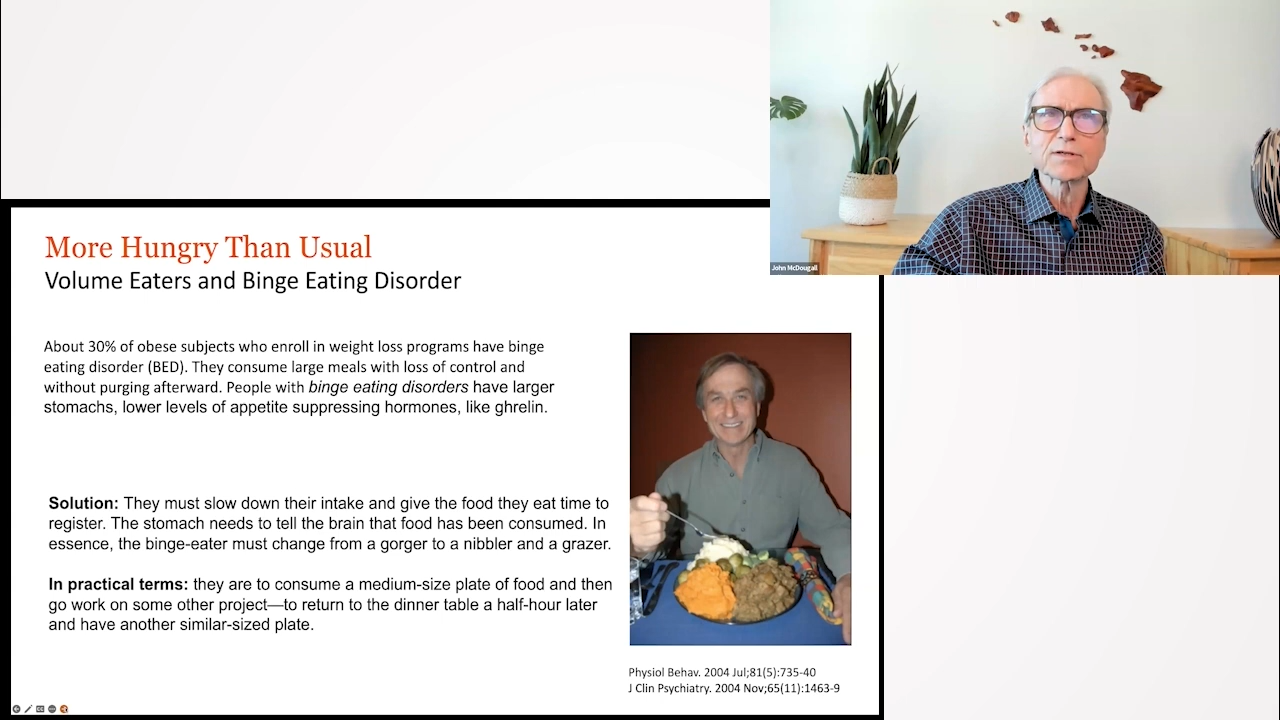 John McDougall
More Hungry Than Usual
Volume Eaters and Binge Eating Disorder
About 30% of obese subjects who enroll in weight loss programs have binge
eating disorder (BED). They consume large meals with loss of control and
without purging afterward. People with binge eating disorders have larger
stomachs, lower levels of appetite suppressing hormones, like ghrelin.
Solution: They must slow down their intake and give the food they eat time to
register. The stomach needs to tell the brain that food has been consumed. In
essence, the binge-eater must change from a gorger to a nibbler and a grazer.
In practical terms: they are to consume a medium-size plate of food and then
go work on some other project—to return to the dinner table a half-hour later
and have another similar-sized plate.
Physiol Behav. 2004 Jul;81(5):735-40
J Clin Psychiatry. 2004 Nov;65(11):1463-9